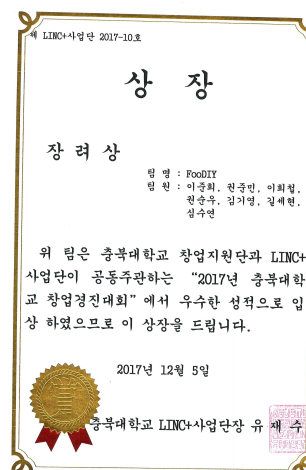 제 LINC+사업단 2017-10호
상 장
장 려 상
팀 명 : FooDIY
팀 원 : 이준희, 권준민, 이희철,
권순우, 김기영, 길세현,
심수연
위 팀은 충북대학교 창업지원단과 LINC+
사업단이 공동주관하는 “2017년 충북대학
교 창업경진대회”에서 우수한 성적으로 입
상 하였으므로 이 상장을 드립니다.
2017년 12월 5일
충북대학교 LINC+사업단장 유 재 수